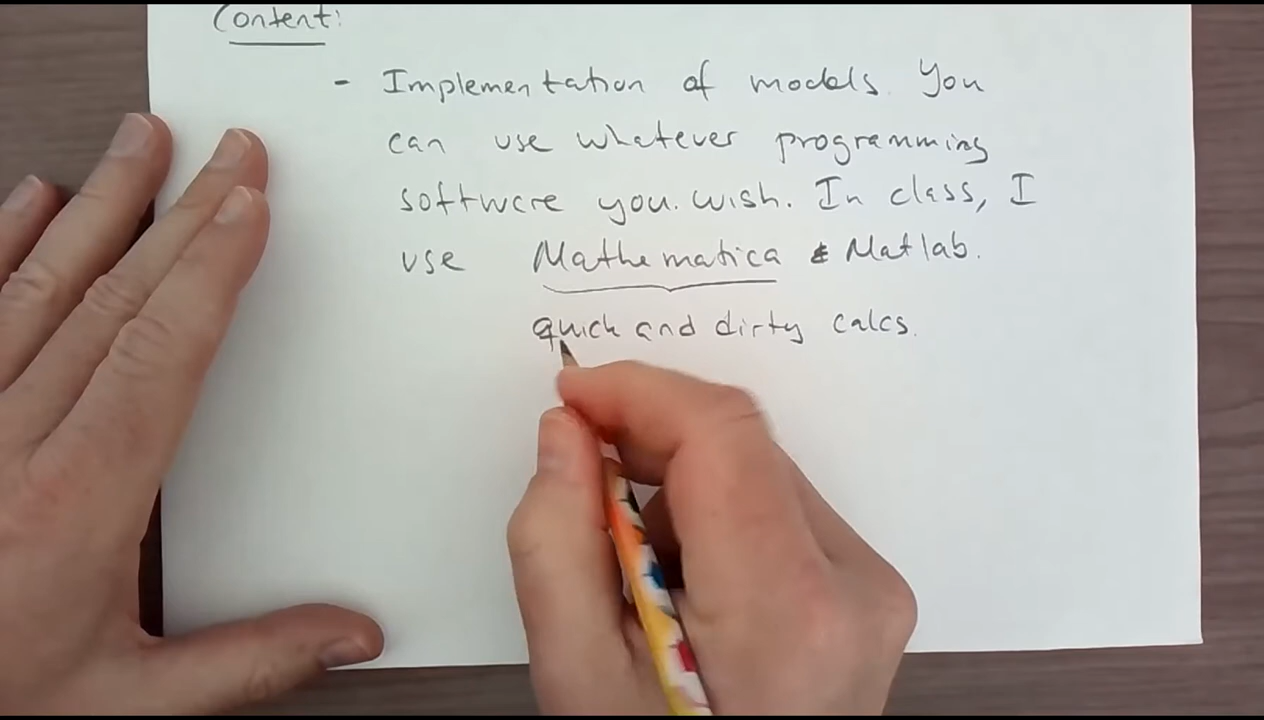 Content:
- Implementation of models. You
can use whatever programming
software you wish. In class, I
use Mathematica & Matlab.
quick and dirty calcs.